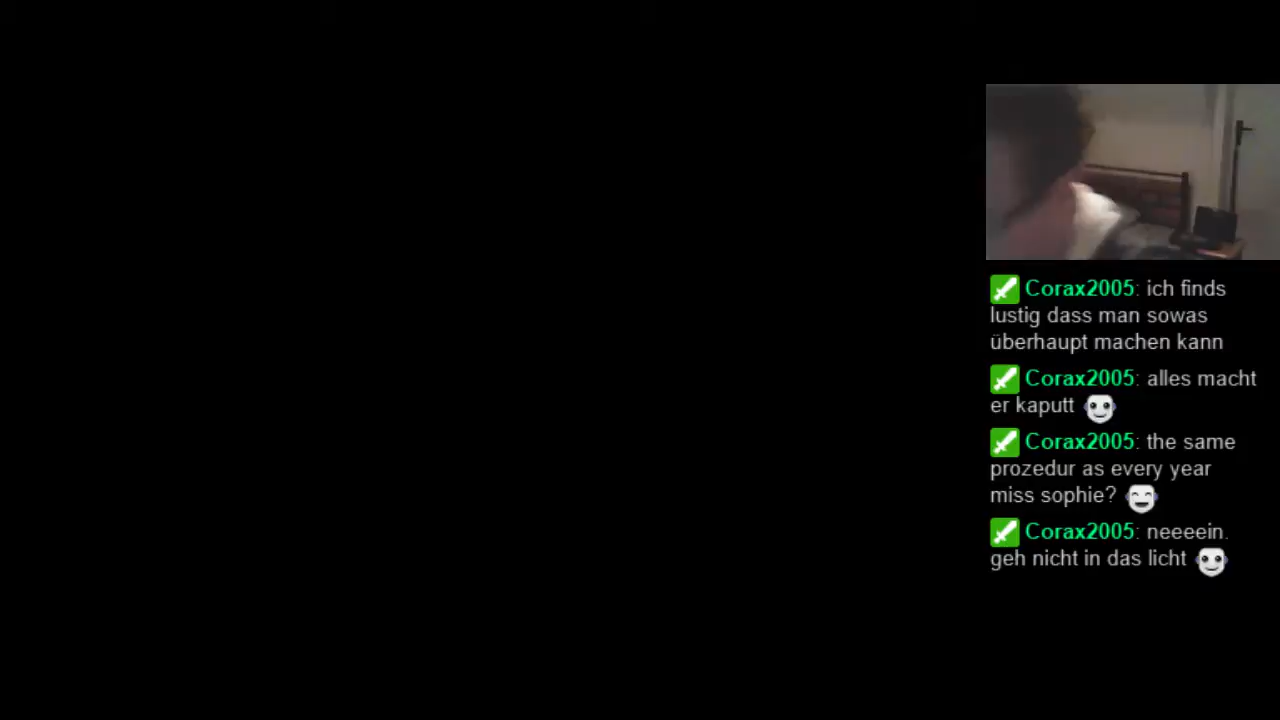 Corax2005: ich finds
lustig dass man sowas
überhaupt machen kann
Corax2005: alles macht
er kaputt
Corax2005: the same
prozedur as every year
miss sophie?
Corax2005: neeeein.
geh nicht in das licht